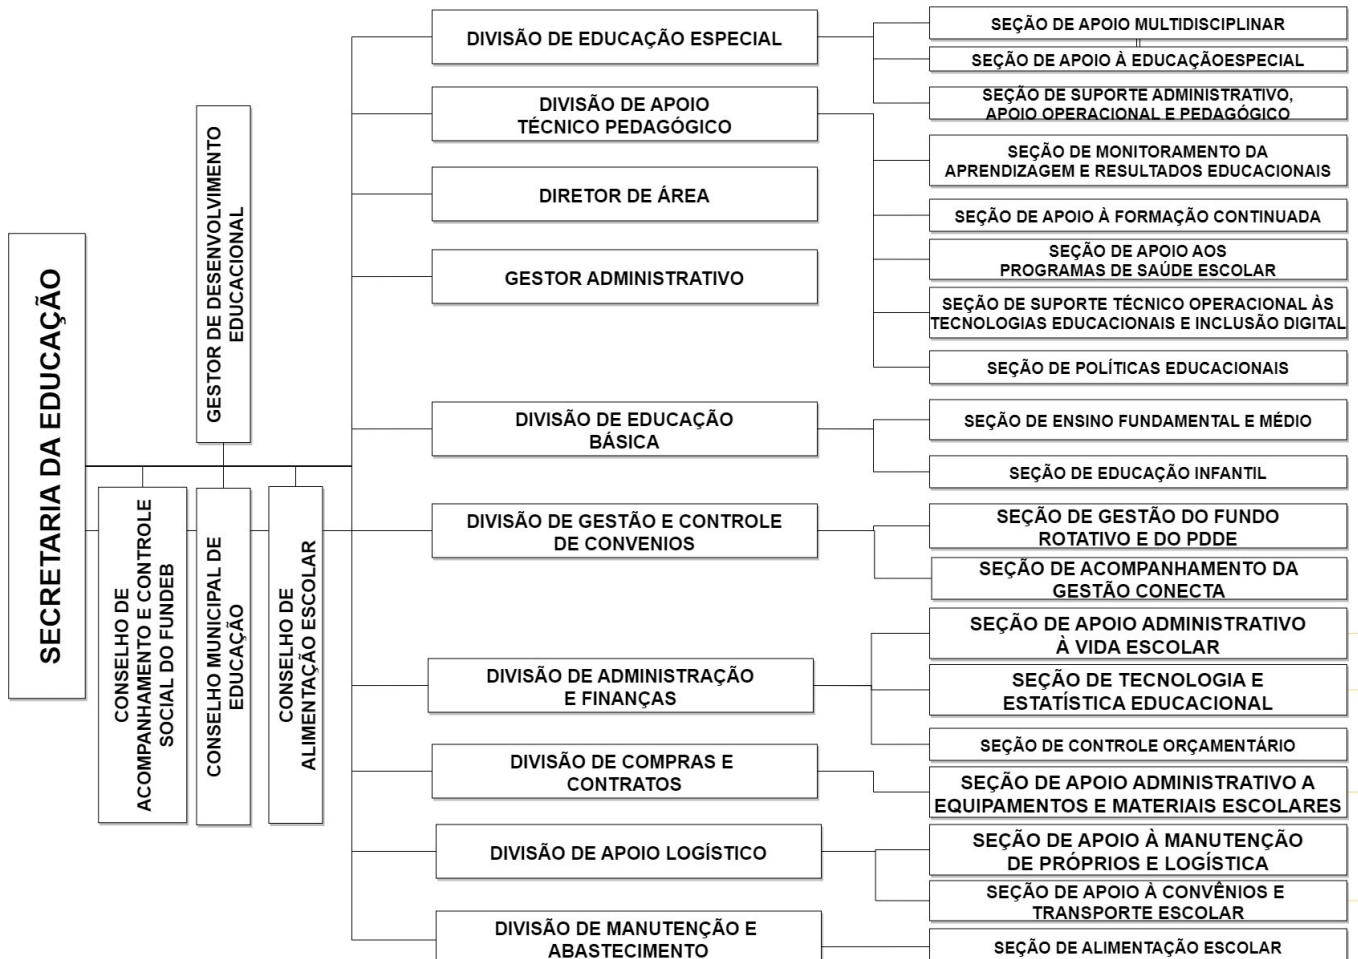 SECRETARIA DA EDUCAÇÃO
GESTOR DE DESENVOLVIMENTO
EDUCACIONAL
CONSELHO DE
ACOMPANHAMENTO E CONTROLE
SOCIAL DO FUNDEB
CONSELHO MUNICIPAL DE
EDUCAÇÃO
CONSELHO DE
ALIMENTAÇÃO ESCOLAR
DIVISÃO DE EDUCAÇÃO ESPECIAL
SEÇÃO DE APOIO MULTIDISCIPLINAR
SEÇÃO DE APOIO À EDUCAÇÃOESPECIAL
SEÇÃO DE SUPORTE ADMINISTRATIVO,
APOIO OPERACIONAL E PEDAGÓGICO
DIVISÃO DE APOIO
TÉCNICO PEDAGÓGICO
SEÇÃO DE MONITORAMENTO DA
APRENDIZAGEM E RESULTADOS EDUCACIONAIS
SEÇÃO DE APOIO À FORMAÇÃO CONTINUADA
SEÇÃO DE APOIO AOS
PROGRAMAS DE SAÚDE ESCOLAR
SEÇÃO DE SUPORTE TÉCNICO OPERACIONAL ÀS
TECNOLOGIAS EDUCACIONAIS E INCLUSÃO DIGITAL
SEÇÃO DE POLÍTICAS EDUCACIONAIS
DIRETOR DE ÁREA
GESTOR ADMINISTRATIVO
DIVISÃO DE EDUCAÇÃO
BÁSICA
SEÇÃO DE ENSINO FUNDAMENTAL E MÉDIO
SEÇÃO DE EDUCAÇÃO INFANTIL
DIVISÃO DE GESTÃO E CONTROLE
DE CONVENIOS
SEÇÃO DE GESTÃO DO FUNDO
ROTATIVO E DO PDDE
SEÇÃO DE ACOMPANHAMENTO DA
GESTÃO CONECTA
DIVISÃO DE ADMINISTRAÇÃO
E FINANÇAS
SEÇÃO DE APOIO ADMINISTRATIVO
À VIDA ESCOLAR
SEÇÃO DE TECNOLOGIA E
ESTATÍSTICA EDUCACIONAL
SEÇÃO DE CONTROLE ORÇAMENTÁRIO
DIVISÃO DE COMPRAS E
CONTRATOS
SEÇÃO DE APOIO ADMINISTRATIVO A
EQUIPAMENTOS E MATERIAIS ESCOLARES
DIVISÃO DE APOIO LOGÍSTICO
SEÇÃO DE APOIO À MANUTENÇÃO
DE PRÓPRIOS E LOGÍSTICA
SEÇÃO DE APOIO À CONVÊNIOS E
TRANSPORTE ESCOLAR
DIVISÃO DE MANUTENÇÃO E
ABASTECIMENTO
SEÇÃO DE ALIMENTAÇÃO ESCOLAR